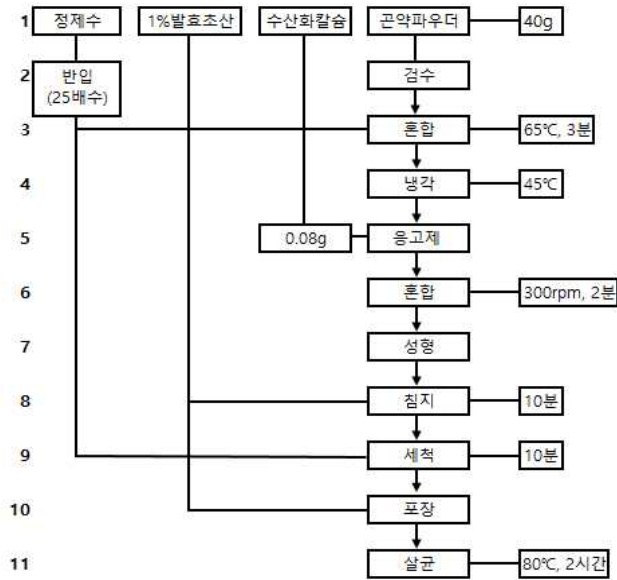 1 정제수 1%발효초산 수산화칼슘 곤약파우더 40g
2 반입 검수
(25배수)
3 혼합 65℃, 3분
4 냉각 45℃
5 0.08g 응고제
6 혼합 300rpm, 2분
7 성형
8 침지 10분
9 세척 10분
10 포장
11 살균 80℃, 2시간